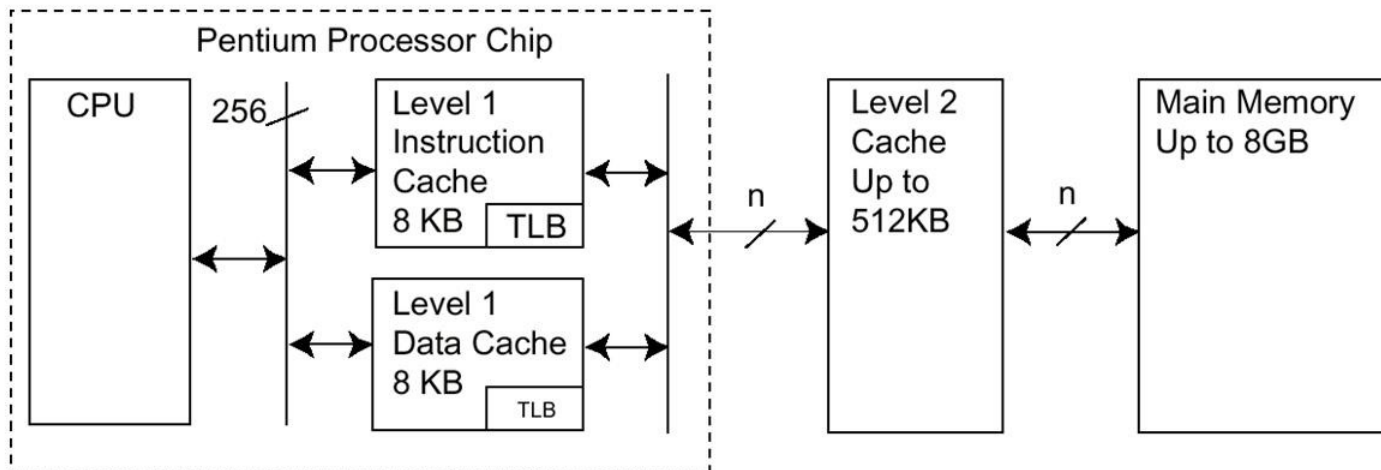 Pentium Processor Chip
CPU
256
Level 1
Instruction
Cache
8 KB
TLB
Level 1
Data Cache
8 KB
TLB
n
Level 2
Cache
Up to
512KB
n
Main Memory
Up to 8GB